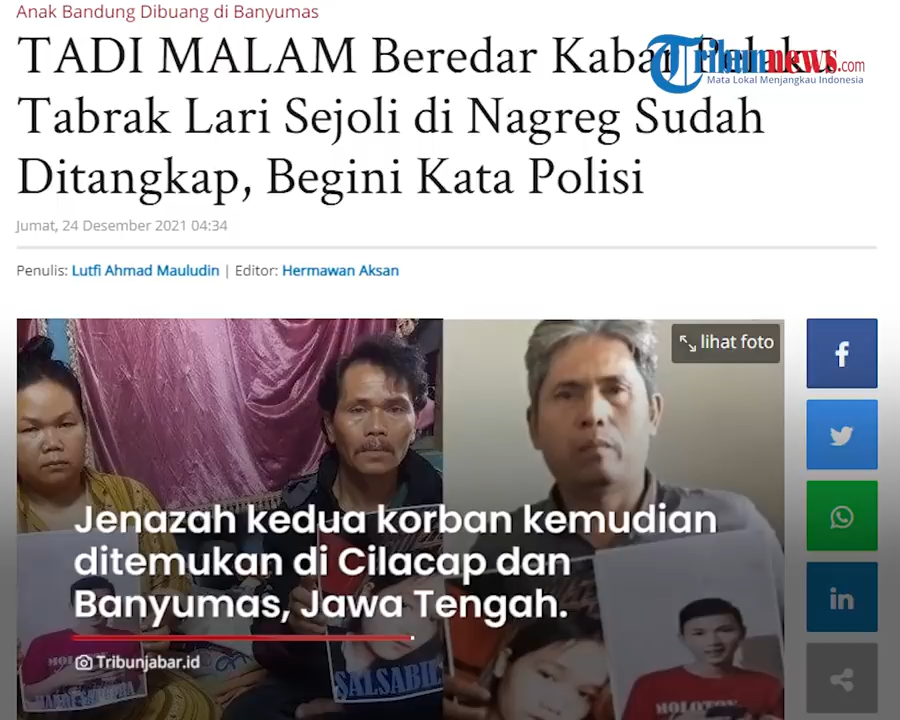 Anak Bandung Dibuang di Banyumas
TADI MALAM Beredar Kabar
Tribunnews.com
Mata Lokal Menjangkau Indonesia
Tabrak Lari Sejoli di Nagreg Sudah
Ditangkap, Begini Kata Polisi
Jumat, 24 Desember 2021 04:34
Penulis: Lutfi Ahmad Mauludin | Editor: Hermawan Aksan
lihat foto
Jenazah kedua korban kemudian
ditemukan di Cilacap dan
Banyumas, Jawa Tengah.
Tribunjabar.id
SALSABIL
MOLOTOV